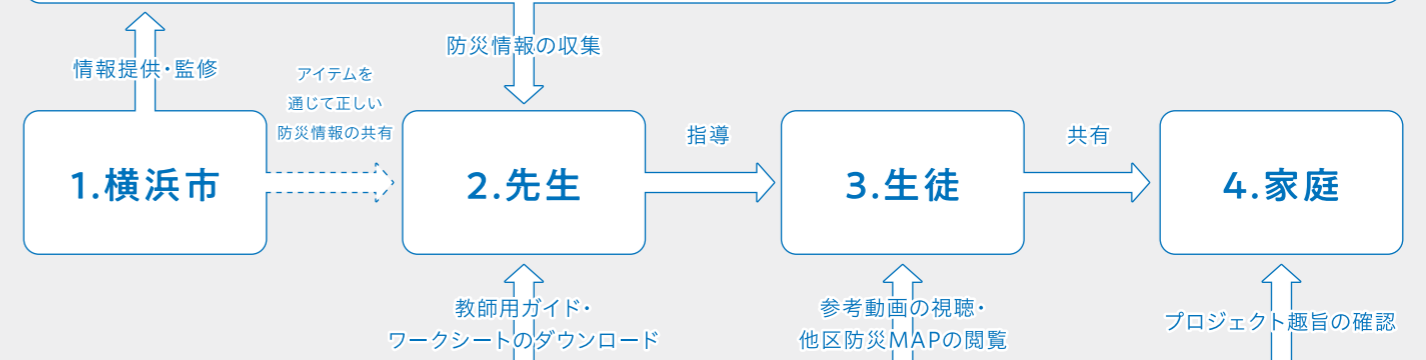 防災情報の収集
情報提供・監修
アイテムを
通じて正しい
防災情報の共有
指導
共有
1.横浜市
2.先生
3.生徒
4.家庭
教師用ガイド・
ワークシートのダウンロード
参考動画の視聴・
他区防災MAPの閲覧
プロジェクト趣旨の確認